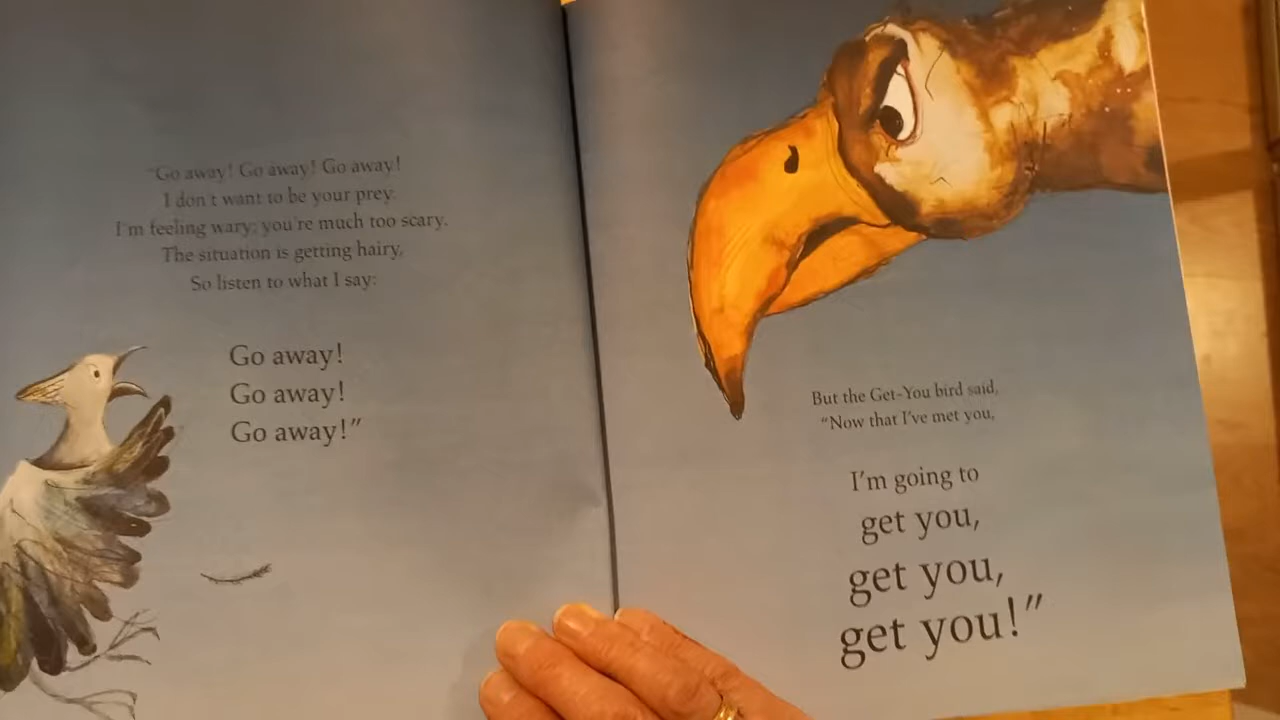 "Go away! Go away! Go away!
I don't want to be your prey.
I'm feeling wary; you're much too scary.
The situation is getting hairy,
So listen to what I say:
Go away!
Go away!
Go away!"
But the Get-You bird said,
"Now that I've met you,
I'm going to
get you,
get you,
get you!"